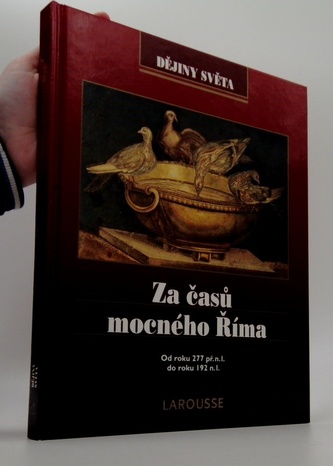 DĚJINY SVĚTA
Za časů
mocného Říma
Od roku 277 př.n.l.
do roku 192 n.l.
LAROUSSE